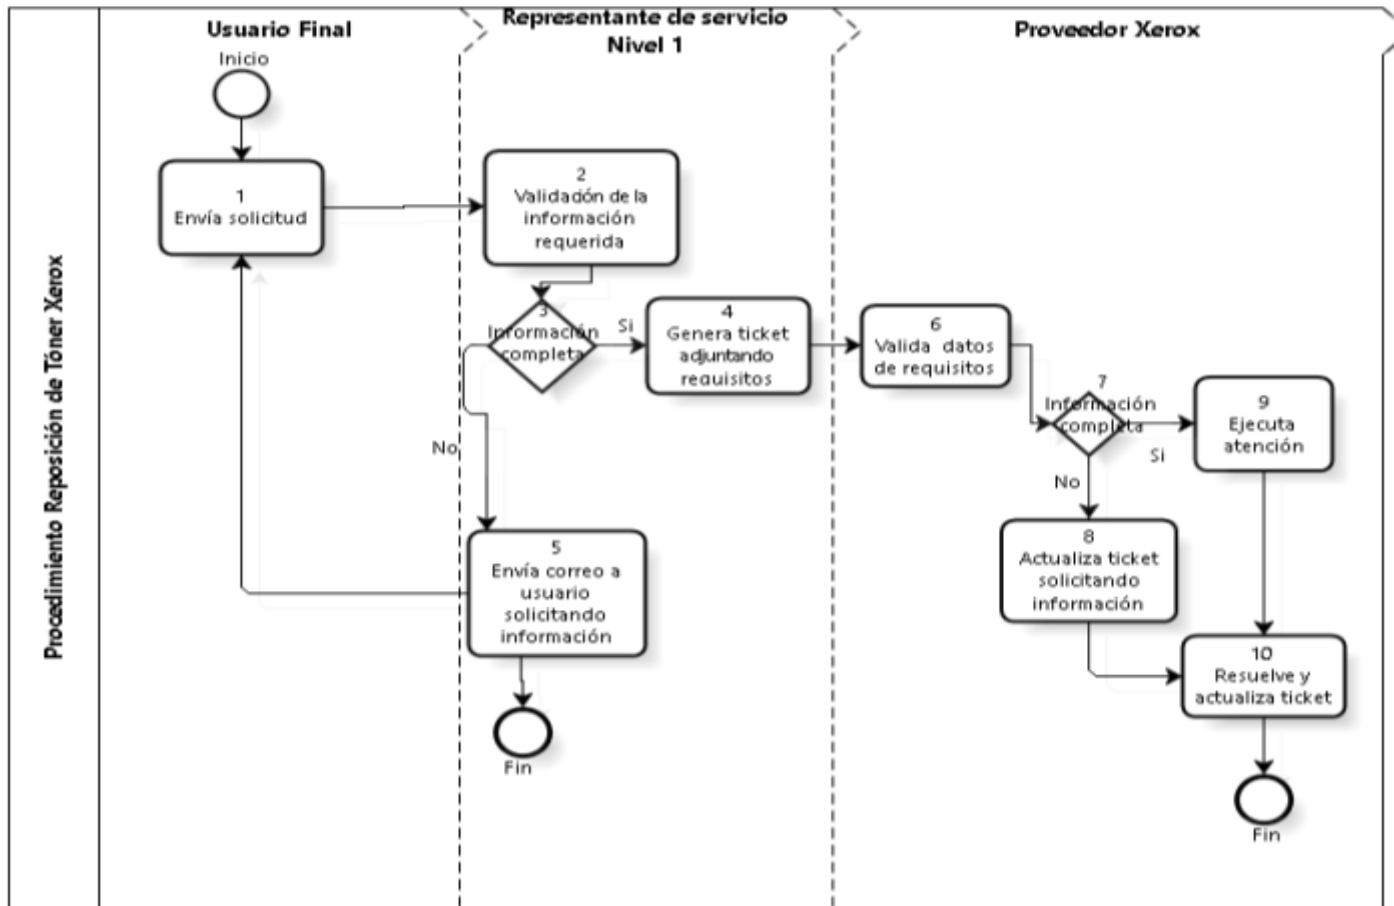 Usuario Final
Representante de servicio
Nivel 1
Proveedor Xerox
Procedimiento Reposición de Tóner Xerox
Inicio
1
Envía solicitud
2
Validación de la
información
requerida
3
Información
completa
Si
No
4
Genera ticket
adjuntando
requisitos
5
Envía correo a
usuario
solicitando
información
Fin
6
Valida datos
de requisitos
7
Información
completa
Si
No
8
Actualiza ticket
solicitando
información
9
Ejecuta
atención
10
Resuelve y
actualiza ticket
Fin